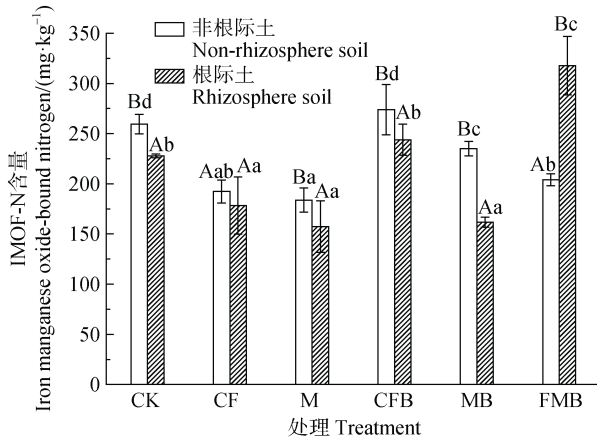 IMOF-N含量
Iron manganese oxide-bound nitrogen/(mg·kg⁻¹)
350
300
250
200
150
100
50
0
非根际土
Non-rhizosphere soil
根际土
Rhizosphere soil
Bd
Ab
Aab
Aa
Ba
Aa
Bd
Ab
Bc
Aa
Ab
Bc
CK
CF
M
CFB
MB
FMB
处理 Treatment